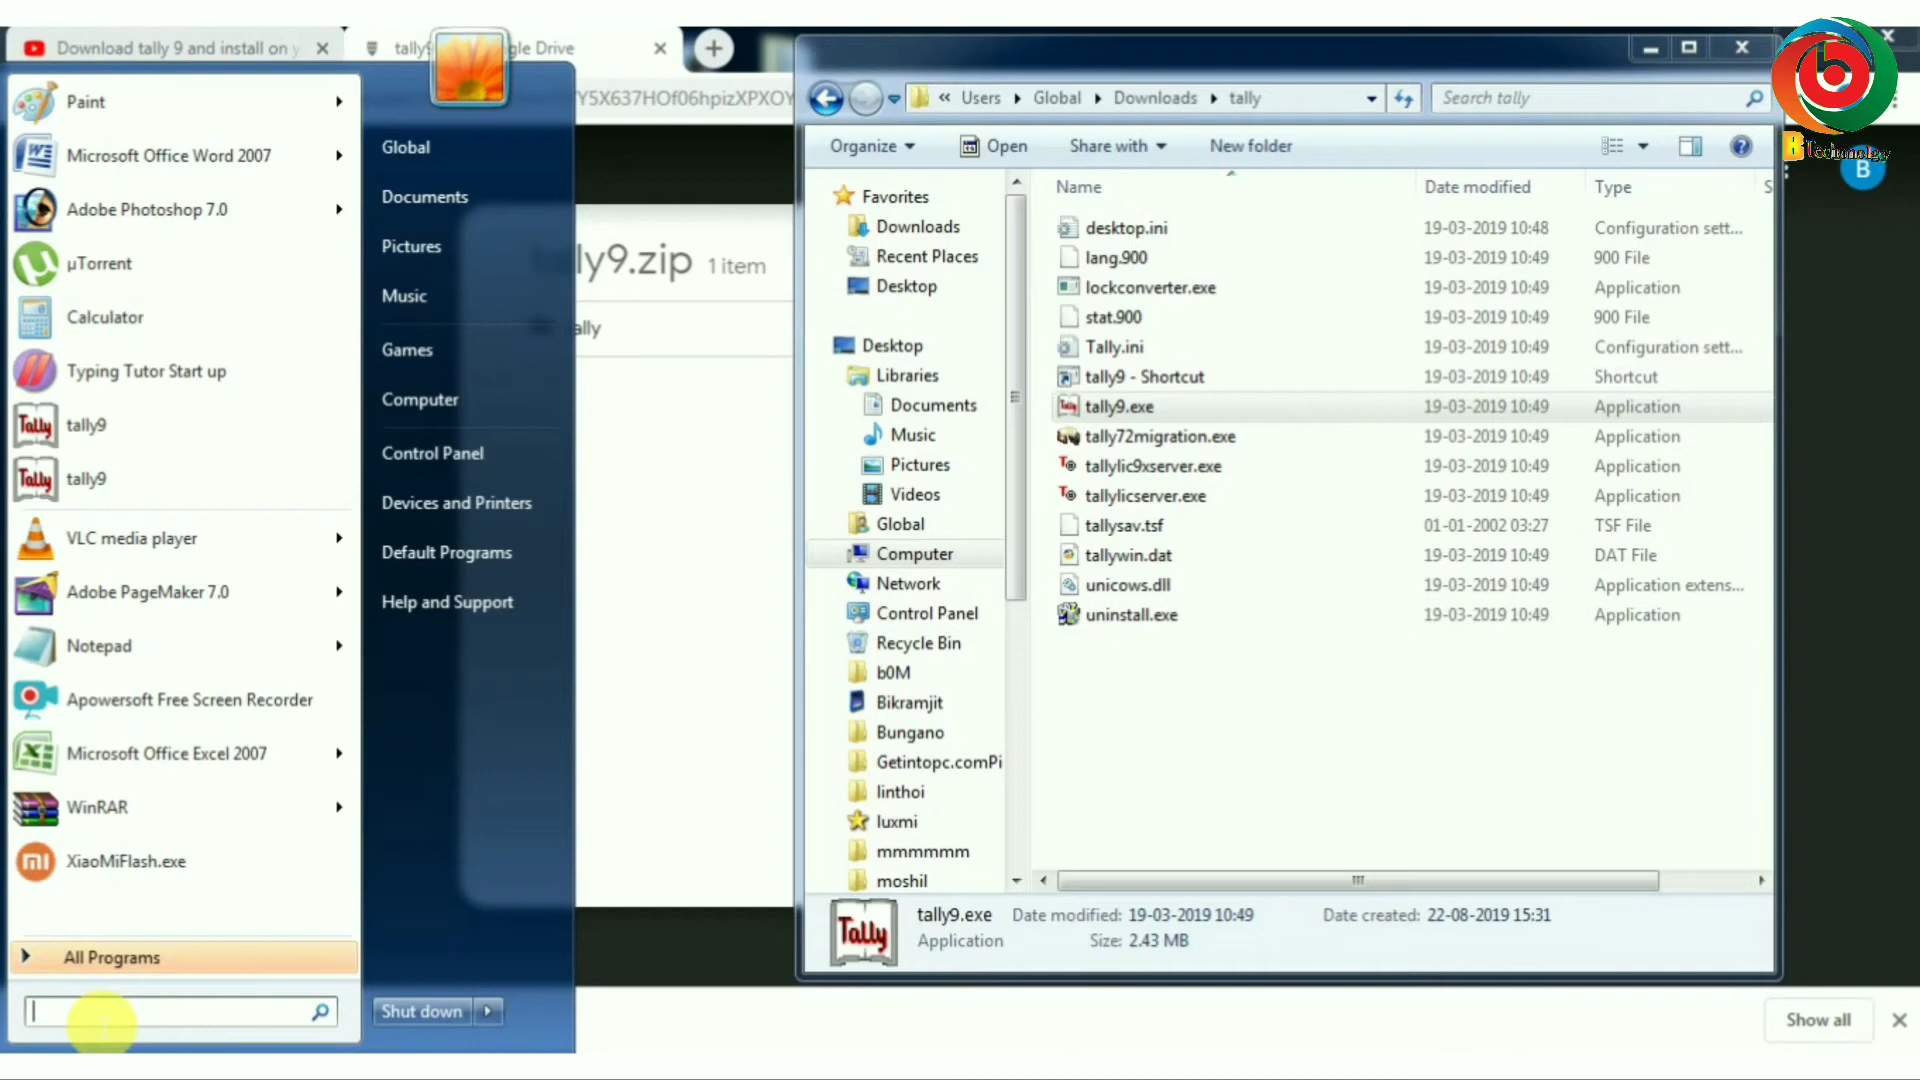 Download tally 9 and install on y
tally
gle Drive
Y5X637HOf06hpizXPXOY
Paint
Microsoft Office Word 2007
Adobe Photoshop 7.0
µTorrent
Calculator
Typing Tutor Start up
Tally tally9
Tally tally9
VLC media player
Adobe PageMaker 7.0
Notepad
Apowersoft Free Screen Recorder
Microsoft Office Excel 2007
WinRAR
mi XiaoMiFlash.exe
All Programs
Global
Documents
Pictures
Music
Games
Computer
Control Panel
Devices and Printers
Default Programs
Help and Support
Shut down
lly9.zip 1 item
ally
« Users Global Downloads tally
Search tally
Organize Open Share with New folder
Favorites
Downloads
Recent Places
Desktop
Desktop
Libraries
Documents
Music
Pictures
Videos
Global
Computer
Network
Control Panel
Recycle Bin
b0M
Bikramjit
Bungano
Getintopc.comPi
linthoi
luxmi
mmmmmm
moshil
Name Date modified Type S
desktop.ini 19-03-2019 10:48 Configuration sett...
lang.900 19-03-2019 10:49 900 File
lockconverter.exe 19-03-2019 10:49 Application
stat.900 19-03-2019 10:49 900 File
Tally.ini 19-03-2019 10:49 Configuration sett...
tally9 - Shortcut 19-03-2019 10:49 Shortcut
tally9.exe 19-03-2019 10:49 Application
tally72migration.exe 19-03-2019 10:49 Application
tallylic9xserver.exe 19-03-2019 10:49 Application
tallylicserver.exe 19-03-2019 10:49 Application
tallysav.tsf 01-01-2002 03:27 TSF File
tallywin.dat 19-03-2019 10:49 DAT File
unicows.dll 19-03-2019 10:49 Application extens...
uninstall.exe 19-03-2019 10:49 Application
Tally
tally9.exe Date modified: 19-03-2019 10:49 Date created: 22-08-2019 15:31
Application Size: 2.43 MB
b
B
Show all